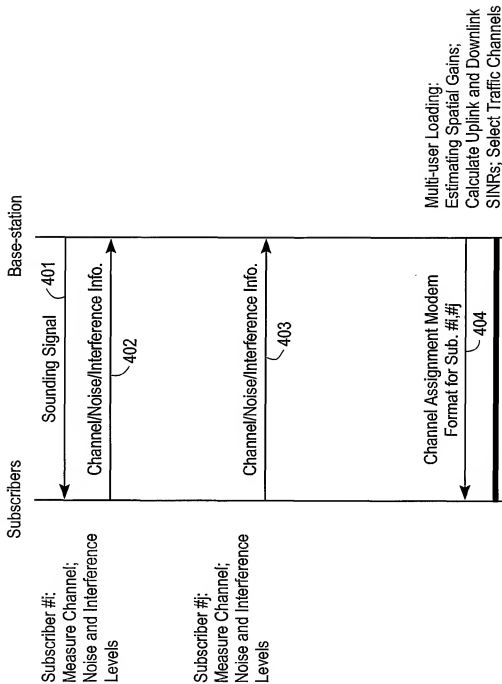 Subscribers
Base-station
Subscriber #i:
Measure Channel;
Noise and Interference
Levels
Sounding Signal
401
Channel/Noise/Interference Info.
402
Subscriber #j:
Measure Channel;
Noise and Interference
Levels
Channel/Noise/Interference Info.
403
Channel Assignment Modem
Format for Sub. #i,#j
404
Multi-user Loading:
Estimating Spatial Gains;
Calculate Uplink and Downlink
SINRs; Select Traffic Channels